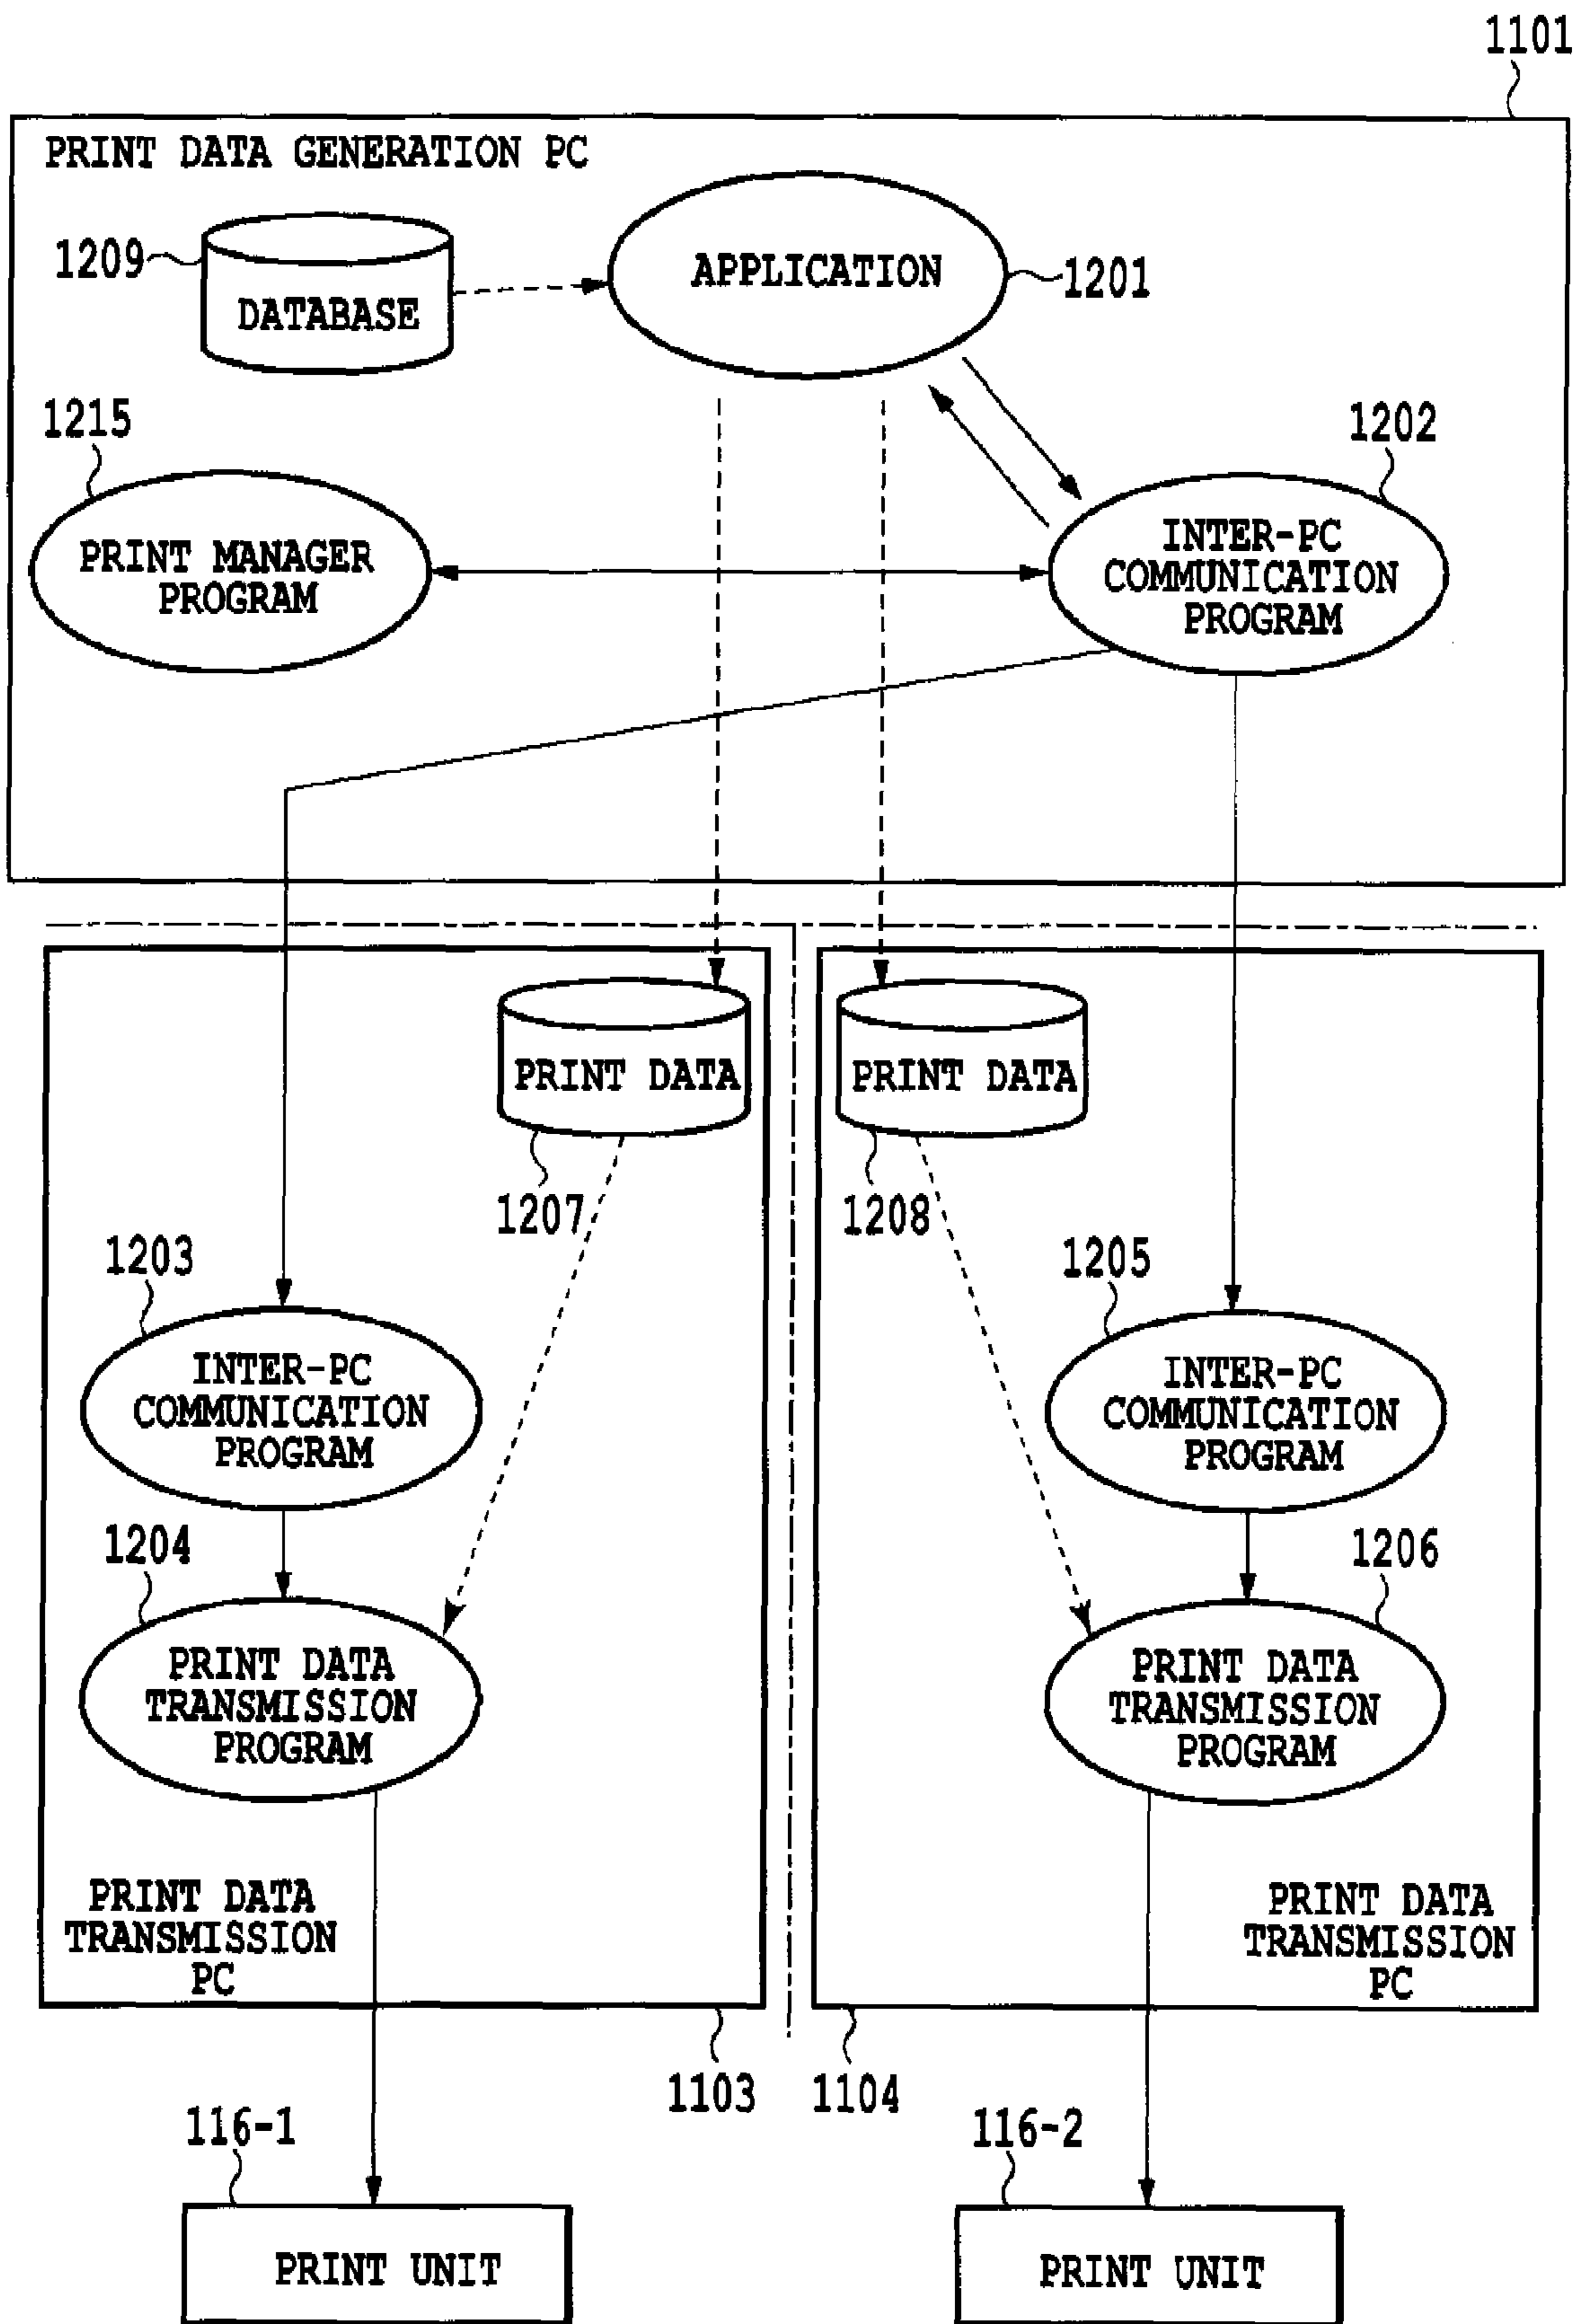 1101
PRINT DATA GENERATION PC
1209
DATABASE
APPLICATION
1201
1215
PRINT MANAGER
PROGRAM
1202
INTER-PC
COMMUNICATION
PROGRAM
PRINT DATA
1207
PRINT DATA
1208
1203
INTER-PC
COMMUNICATION
PROGRAM
1205
INTER-PC
COMMUNICATION
PROGRAM
1204
PRINT DATA
TRANSMISSION
PROGRAM
1206
PRINT DATA
TRANSMISSION
PROGRAM
PRINT DATA
TRANSMISSION
PC
PRINT DATA
TRANSMISSION
PC
1103
1104
116-1
PRINT UNIT
116-2
PRINT UNIT